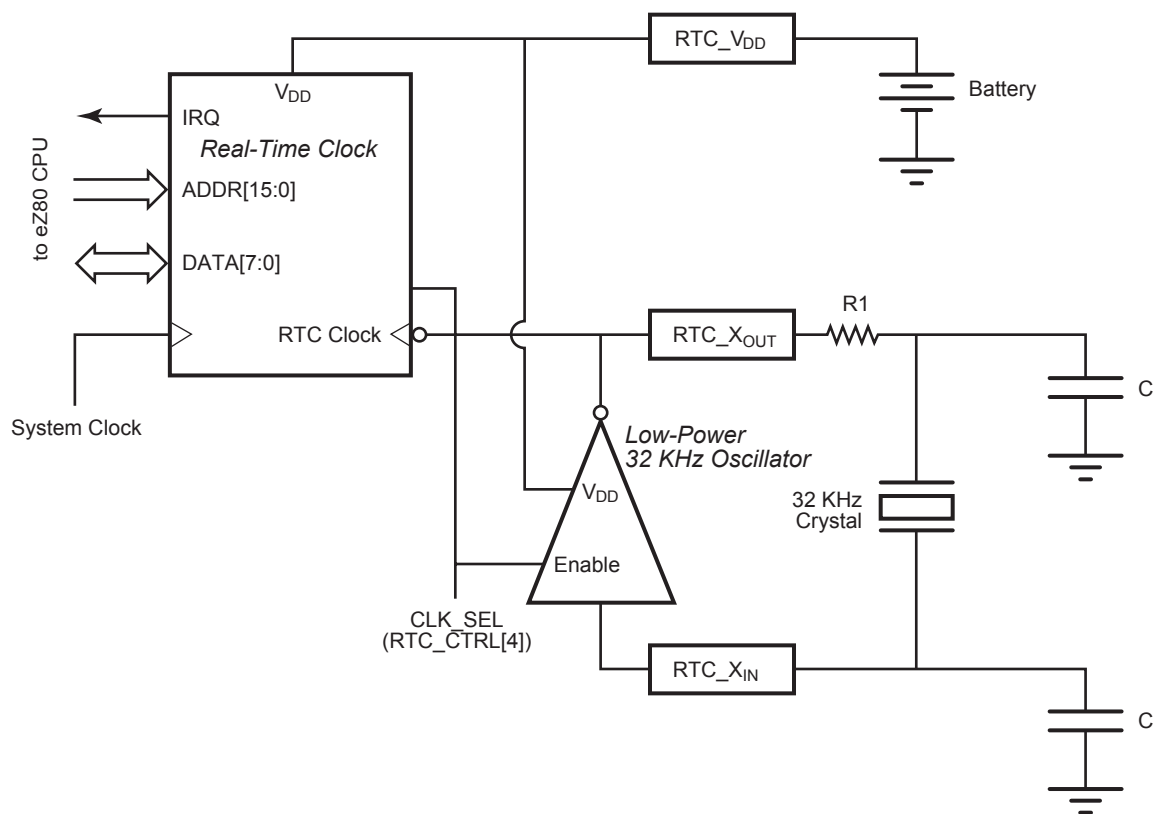 RTC_VDD
VDD
Battery
IRQ
Real-Time Clock
to eZ80 CPU
ADDR[15:0]
DATA[7:0]
RTC Clock
RTC_XOUT
R1
C
System Clock
Low-Power
32 KHz Oscillator
VDD
32 KHz
Crystal
Enable
CLK_SEL
(RTC_CTRL[4])
RTC_XIN
C